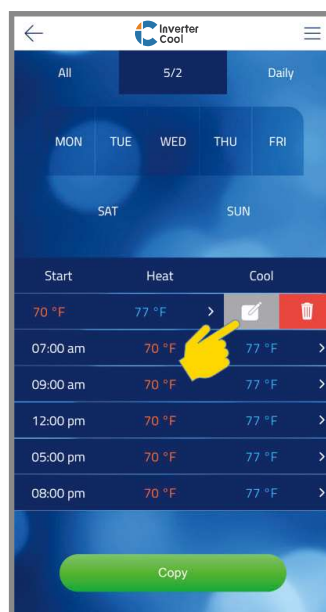 Inverter
Cool
All 5/2 Daily
MON TUE WED THU FRI
SAT SUN
Start Heat Cool
70 °F 77 °F
07:00 am 70 °F 77 °F
09:00 am 70 °F 77 °F
12:00 pm 70 °F 77 °F
05:00 pm 70 °F 77 °F
08:00 pm 70 °F 77 °F
Copy